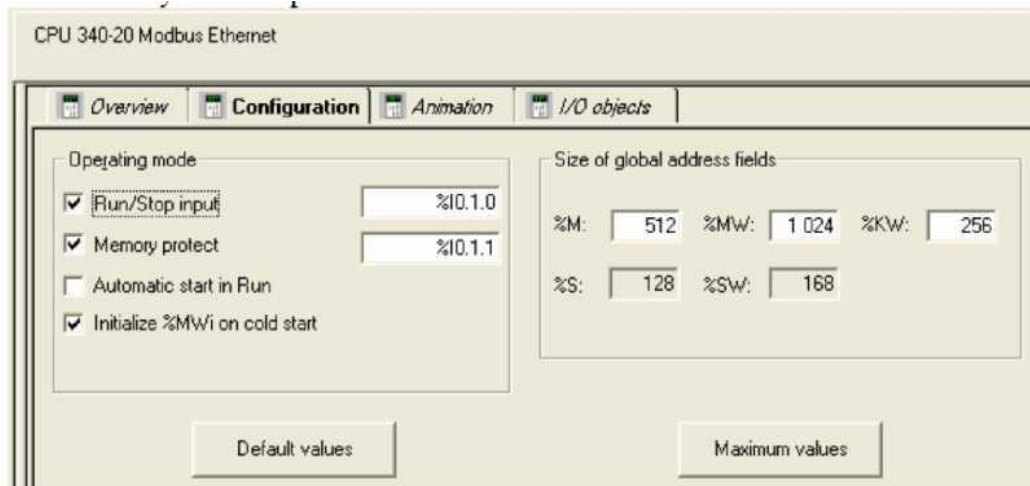 CPU 340-20 Modbus Ethernet
Overview Configuration Animation I/O objects
Operating mode
Run/Stop input %I0.1.0
Memory protect %I0.1.1
Automatic start in Run
Initialize %MWi on cold start
Size of global address fields
%M: 512 %MW: 1 024 %KW: 256
%S: 128 %SW: 168
Default values
Maximum values